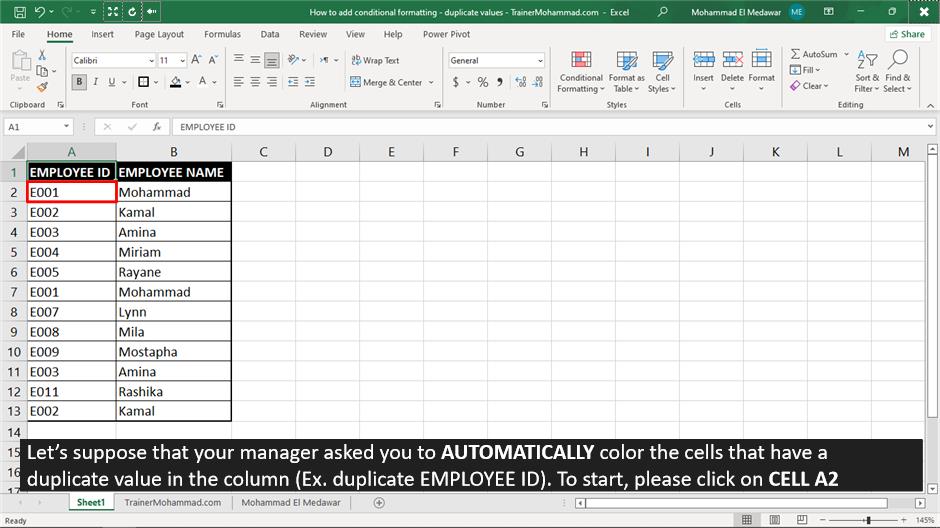 How to add conditional formatting - duplicate values - TrainerMohammad.com - Excel
Mohammad El Medawar ME
File Home Insert Page Layout Formulas Data Review View Help Power Pivot Share
Paste
Clipboard
Calibri 11 A A
B I U A
Font
Wrap Text
Merge & Center
Alignment
General
$ % 9 .00
Number
Conditional Formatting
Format as Table
Cell Styles
Styles
Insert Delete Format
Cells
AutoSum
Fill
Clear
Sort & Filter
Find & Select
Editing
A1 fx EMPLOYEE ID
A B C D E F G H I J K L M
1 EMPLOYEE ID EMPLOYEE NAME
2 E001 Mohammad
3 E002 Kamal
4 E003 Amina
5 E004 Miriam
6 E005 Rayane
7 E001 Mohammad
8 E007 Lynn
9 E008 Mila
10 E009 Mostapha
11 E003 Amina
12 E011 Rashika
13 E002 Kamal
14
15
16
Let’s suppose that your manager asked you to AUTOMATICALLY color the cells that have a
duplicate value in the column (Ex. duplicate EMPLOYEE ID). To start, please click on CELL A2
Sheet1 TrainerMohammad.com Mohammad El Medawar
Ready 145%